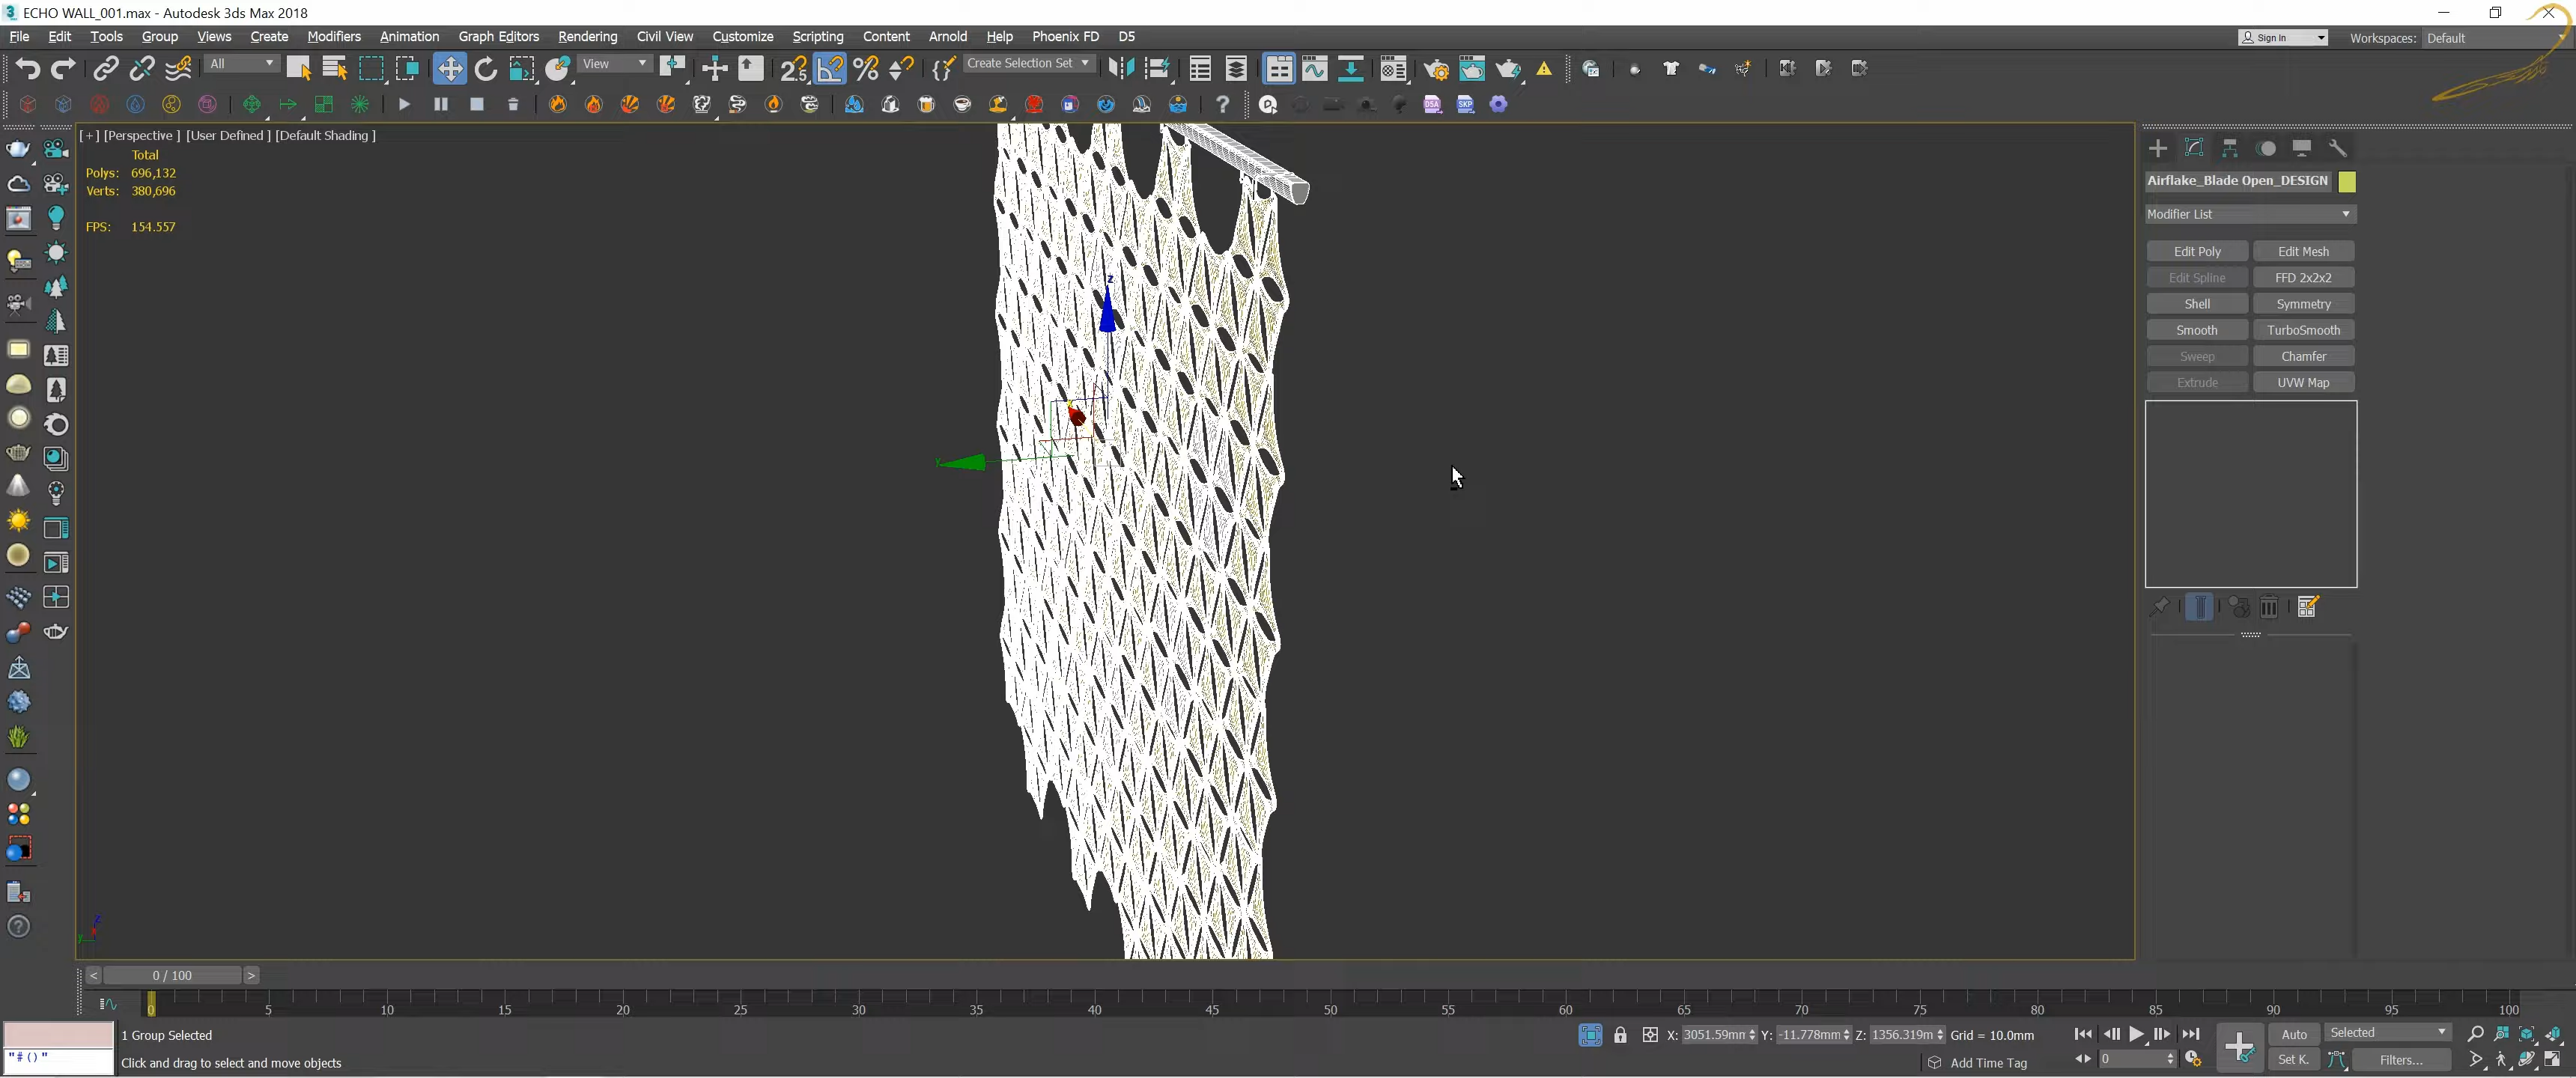 ECHO WALL_001.max - Autodesk 3ds Max 2018
File Edit Tools Group Views Create Modifiers Animation Graph Editors Rendering Civil View Customize Scripting Content Arnold Help Phoenix FD D5
Sign In
Workspaces: Default
All
View
Create Selection Set
[+] [Perspective ] [User Defined ] [Default Shading ]
Total
Polys: 696,132
Verts: 380,696
FPS: 154.557
Airflake_Blade Open_DESIGN
Modifier List
Edit Poly Edit Mesh
Edit Spline FFD 2x2x2
Shell Symmetry
Smooth TurboSmooth
Sweep Chamfer
Extrude UVW Map
z
y
< 0 / 100 >
0 5 10 15 20 25 30 35 40 45 50 55 60 65 70 75 80 85 90 95 100
1 Group Selected
X: 3051.59mm Y: -11.778mm Z: 1356.319m Grid = 10.0mm
Auto Selected
"#()"
Click and drag to select and move objects
Add Time Tag
0
Set K. Filters...